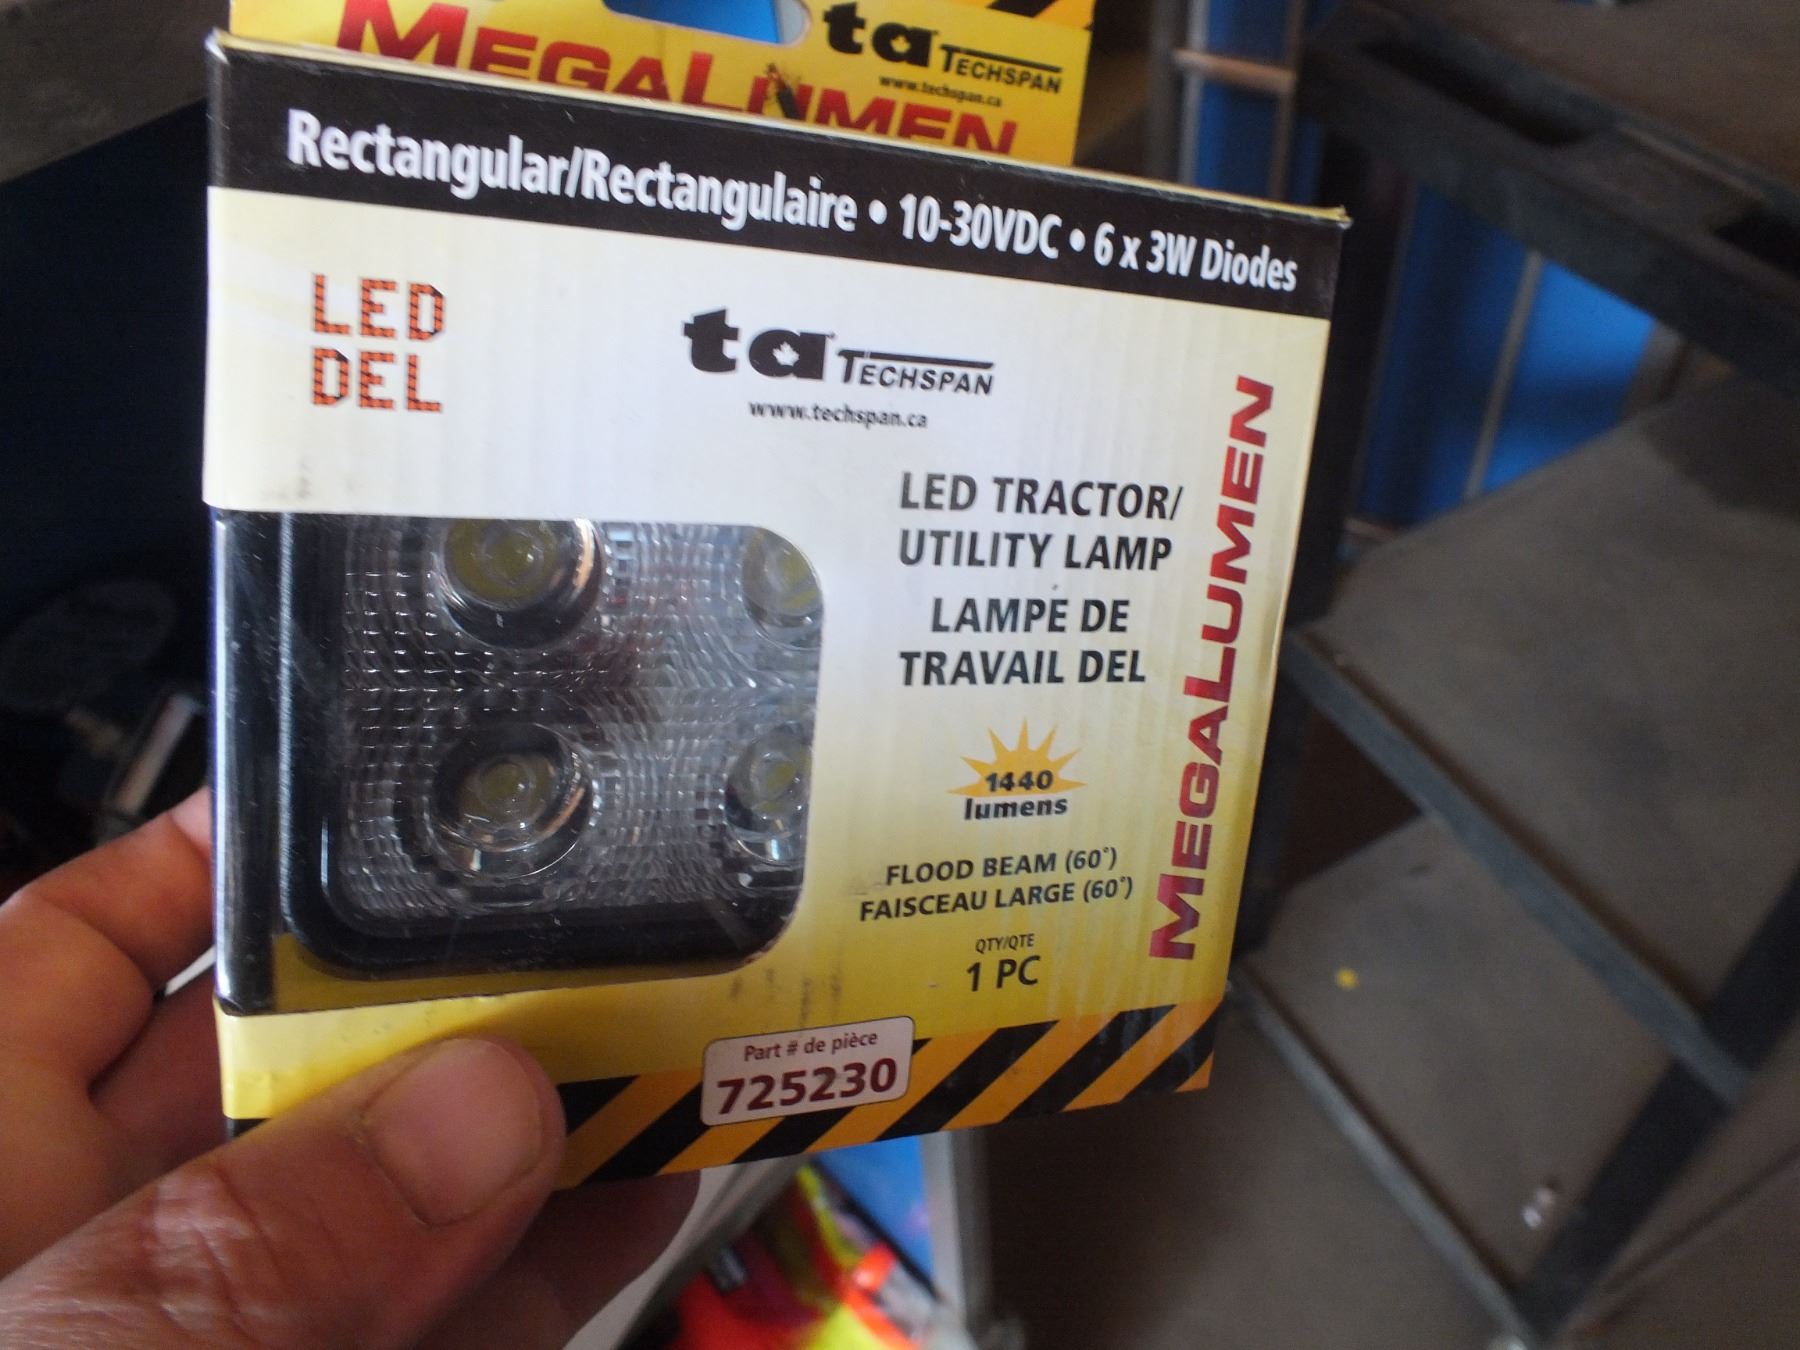 MEGALUMEN
ta TECHSPAN
www.techspan.ca
Rectangular/Rectangulaire • 10-30VDC • 6 x 3W Diodes
LED
DEL
ta TECHSPAN
www.techspan.ca
LED TRACTOR/
UTILITY LAMP
LAMPE DE
TRAVAIL DEL
1440
lumens
FLOOD BEAM (60°)
FAISCEAU LARGE (60°)
QTY/QTE
1 PC
MEGALUMEN
Part # de pièce
725230